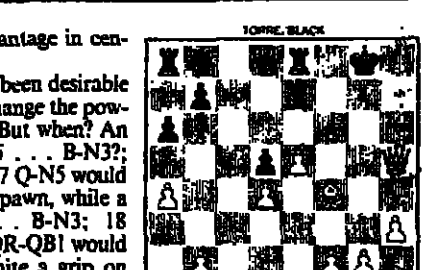 antage in cen-
been desirable
hange the pow-
But when? An
5 . . . B-N3?;
7 Q-N5 would
pawn, while a
. . B-N3; 18
QR-QB1 would
hite a grip on
TORRE, BLACK